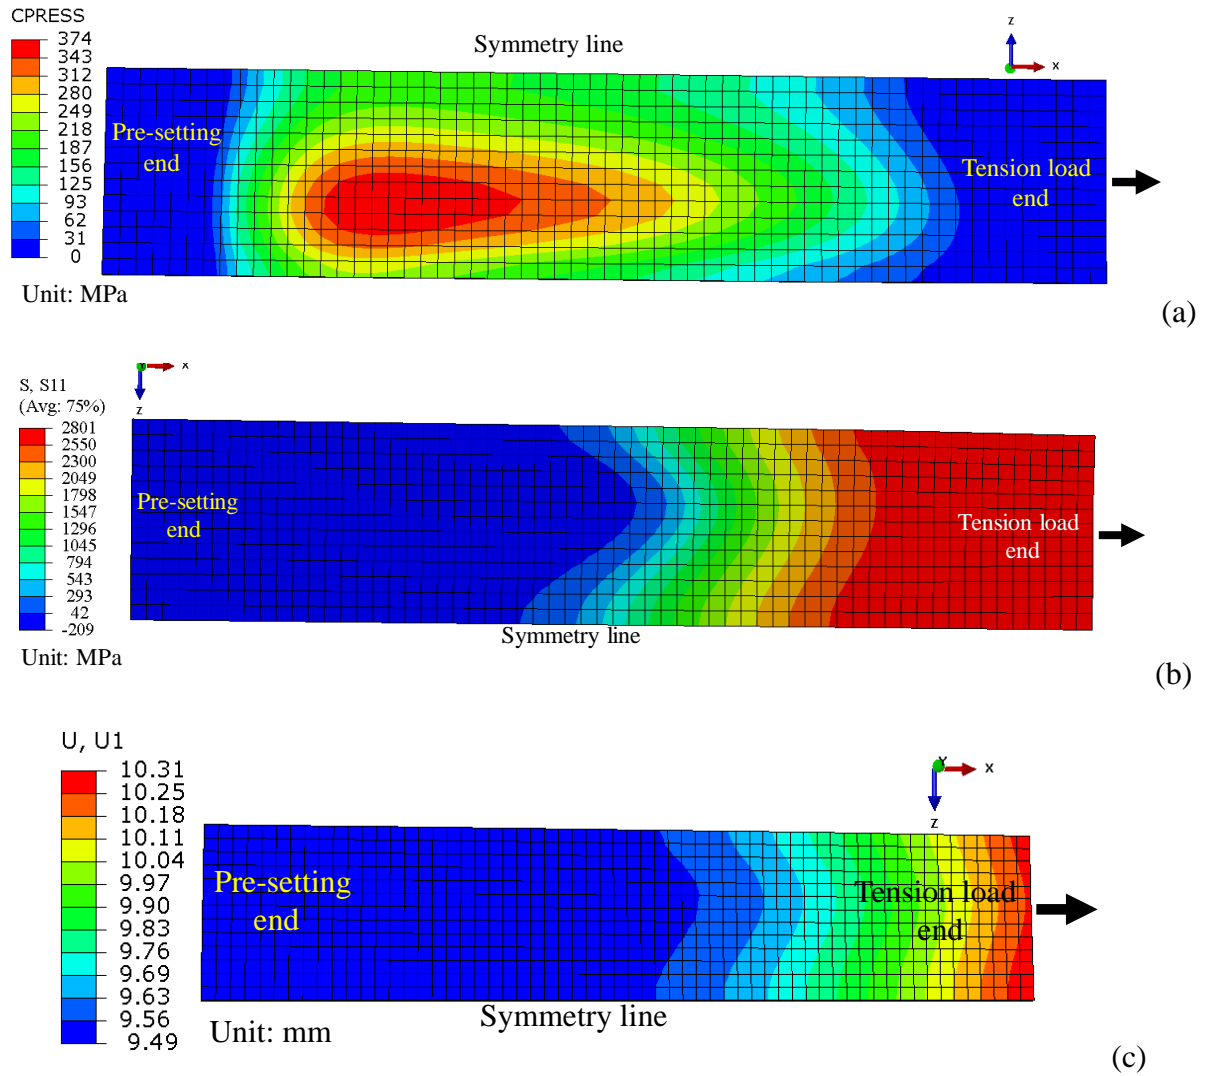 CPRESS
374
343
312
280
249
218
187
156
125
93
62
31
0
Unit: MPa
Symmetry line
Pre-setting
end
Tension load
end
z
x
(a)
x
Y
z
S, S11
(Avg: 75%)
2801
2550
2300
2049
1798
1547
1296
1045
794
543
293
42
-209
Unit: MPa
Pre-setting
end
Tension load
end
Symmetry line
(b)
U, U1
10.31
10.25
10.18
10.11
10.04
9.97
9.90
9.83
9.76
9.69
9.63
9.56
9.49
Unit: mm
Y
x
z
Pre-setting
end
Tension load
end
Symmetry line
(c)